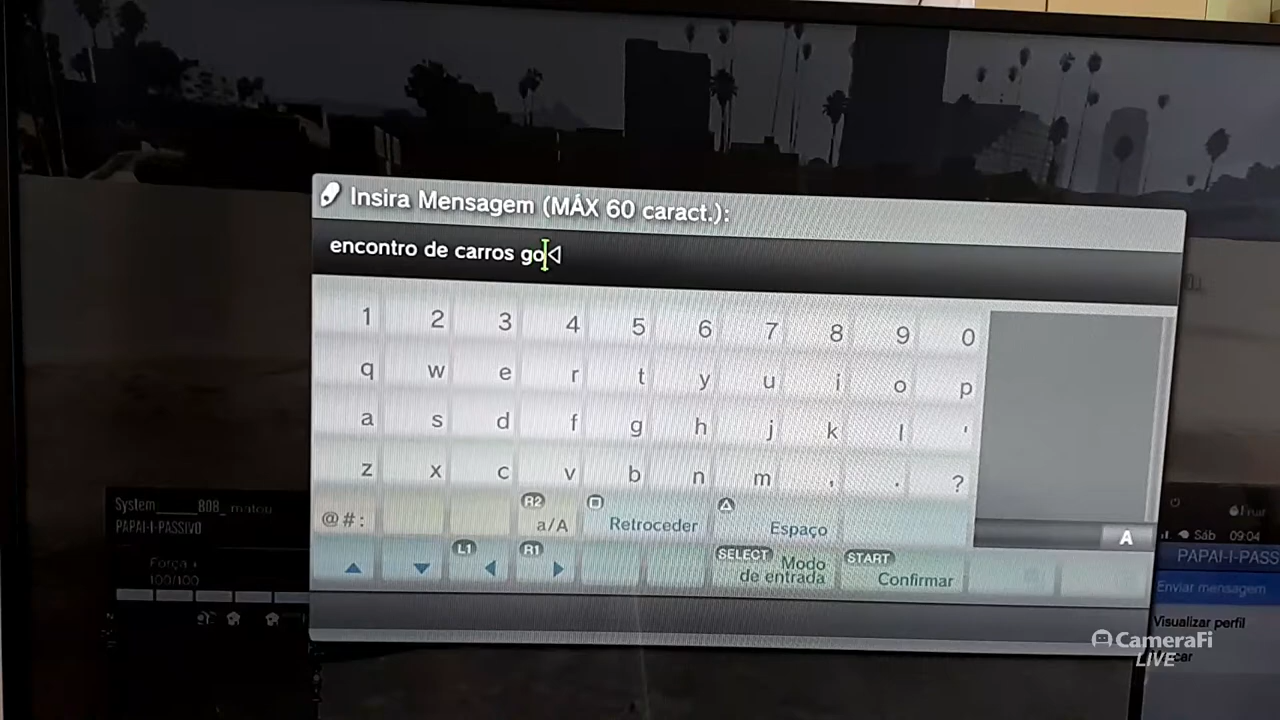 Insira Mensagem (MÁX 60 caract.):
encontro de carros go
1 2 3 4 5 6 7 8 9 0
q w e r t y u i o p
a s d f g h j k l '
z x c v b n m , . ?
@#: R2 a/A Retroceder Espaço
A
L1 R1 SELECT Modo de entrada START Confirmar
System_____808_ matou
PAPAI-I-PASSIVO
Força
100/100
Sáb 09:04
PAPAI-I-PASS
Enviar mensagem
Visualizar perfil
CameraFi
LIVE